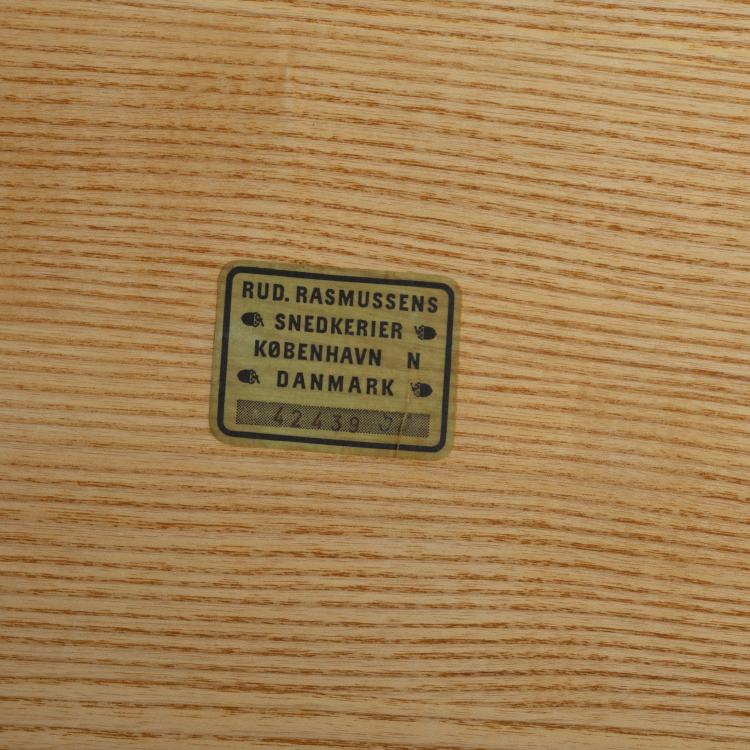 RUD. RASMUSSENS
SNEDKERIER
KØBENHAVN N
DANMARK
42439